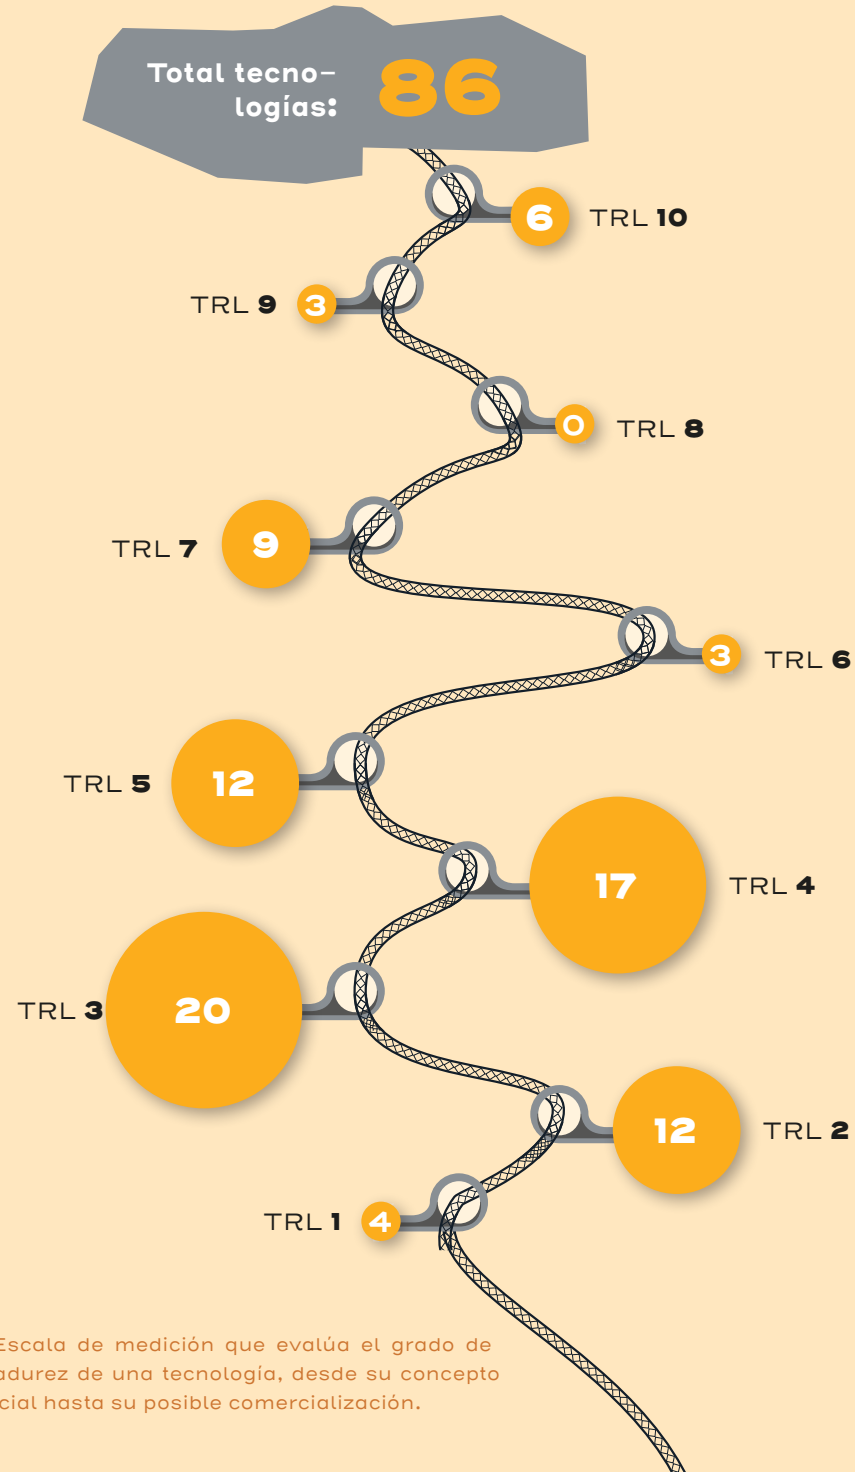 Total tecno-
logías:
86
6 TRL 10
TRL 9 3
0 TRL 8
TRL 7 9
3 TRL 6
TRL 5 12
17 TRL 4
TRL 3 20
12 TRL 2
TRL 1 4
Escala de medición que evalúa el grado de
adurez de una tecnología, desde su concepto
cial hasta su posible comercialización.